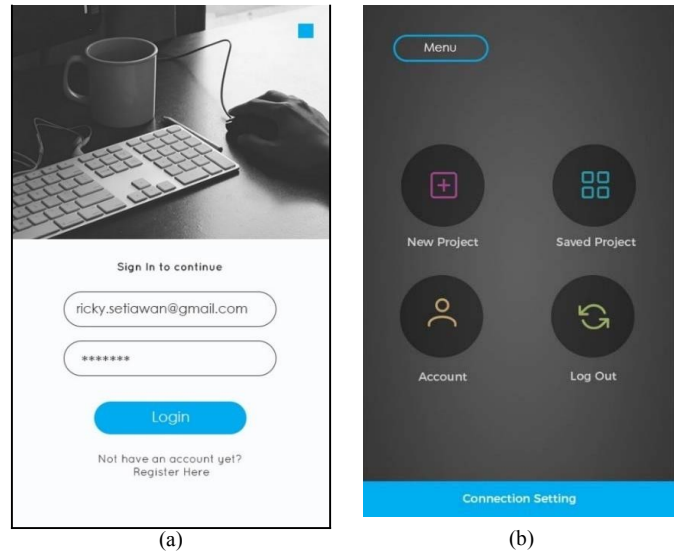 Sign In to continue
ricky.setiawan@gmail.com
*******
Login
Not have an account yet?
Register Here
(a)
Menu
New Project
Saved Project
Account
Log Out
Connection Setting
(b)